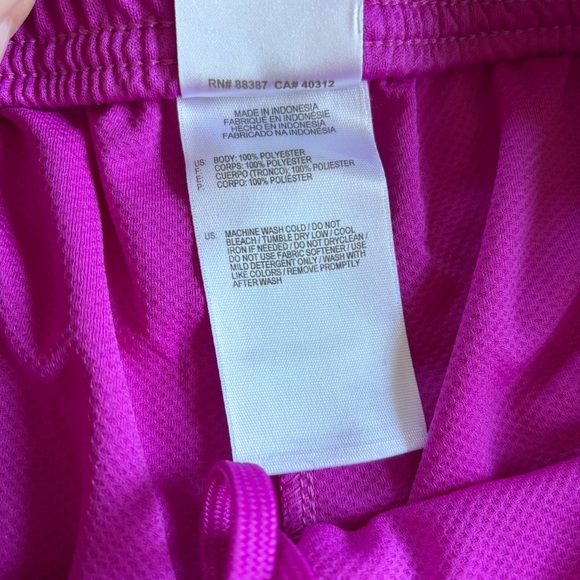 RN# 88387 CA# 40312
MADE IN INDONESIA
FABRIQUÉ EN INDONÉSIE
HECHO EN INDONESIA
FABRICADO NA INDONÉSIA
US: BODY: 100% POLYESTER
F: CORPS: 100% POLYESTER
E: CUERPO (TRONCO): 100% POLIÉSTER
P: CORPO: 100% POLIÉSTER
US: MACHINE WASH COLD / DO NOT
BLEACH / TUMBLE DRY LOW / COOL
IRON IF NEEDED / DO NOT DRYCLEAN /
DO NOT USE FABRIC SOFTENER / USE
MILD DETERGENT ONLY / WASH WITH
LIKE COLORS / REMOVE PROMPTLY
AFTER WASH